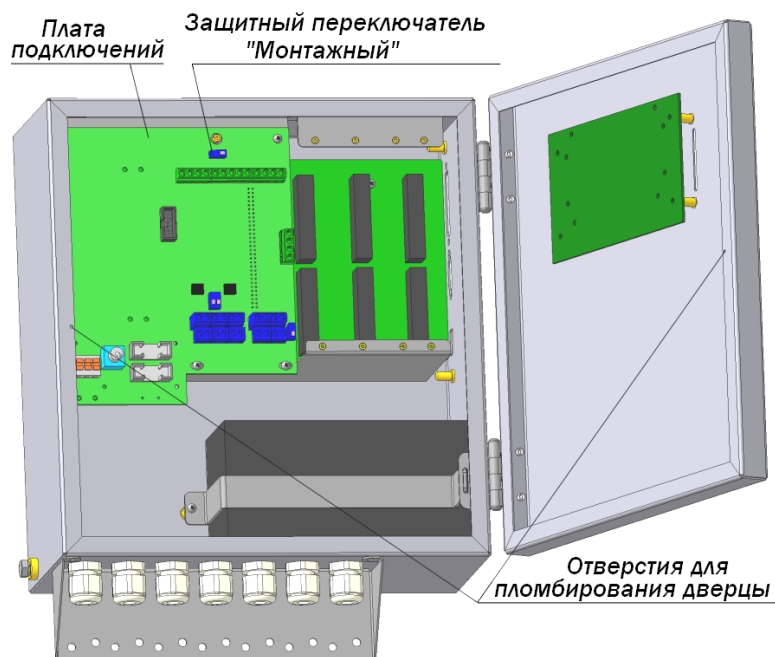 Плата
подключений
Защитный переключатель
"Монтажный"
Отверстия для
пломбирования дверцы